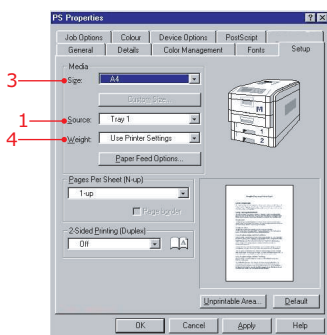 PS Properties
Job Options Colour Device Options PostScript
General Details Color Management Fonts Setup
Media
3 Size: A4
Custom Size...
1 Source: Tray 1
4 Weight: Use Printer Settings
Paper Feed Options...
M
1
2
Pages Per Sheet (N-up)
1-up
Page border
2-Sided Printing (Duplex)
Off
A
Unprintable Area... Default
OK Cancel Apply Help